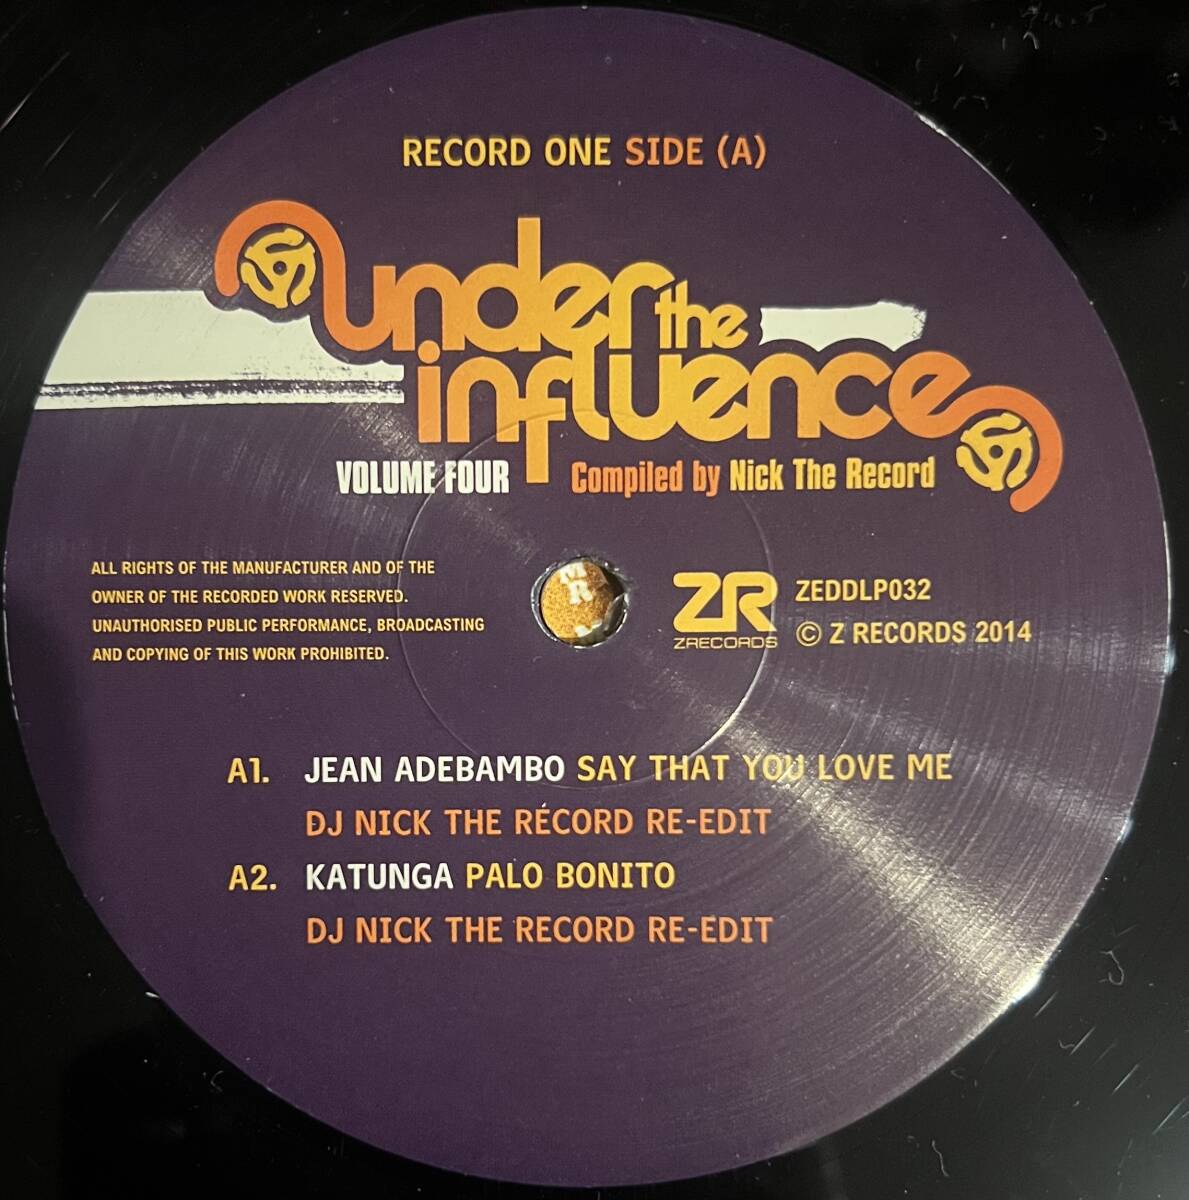 RECORD ONE SIDE (A)
under the
influence
VOLUME FOUR Compiled by Nick The Record
ALL RIGHTS OF THE MANUFACTURER AND OF THE
OWNER OF THE RECORDED WORK RESERVED.
UNAUTHORISED PUBLIC PERFORMANCE, BROADCASTING
AND COPYING OF THIS WORK PROHIBITED.
ZR
ZRECORDS
ZEDDLP032
© Z RECORDS 2014
A1. JEAN ADEBAMBO SAY THAT YOU LOVE ME
DJ NICK THE RECORD RE-EDIT
A2. KATUNGA PALO BONITO
DJ NICK THE RECORD RE-EDIT